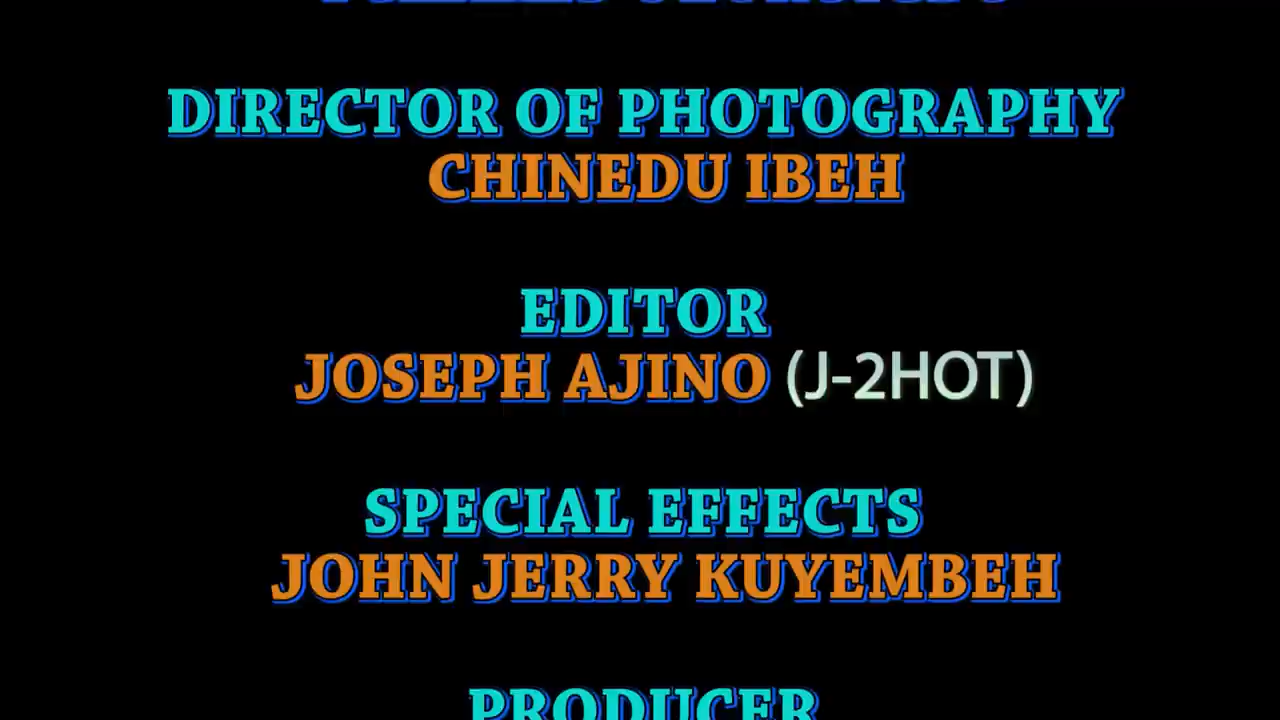 DIRECTOR OF PHOTOGRAPHY
CHINEDU IBEH
EDITOR
JOSEPH AJINO (J-2HOT)
SPECIAL EFFECTS
JOHN JERRY KUYEMBEH
PRODUCER